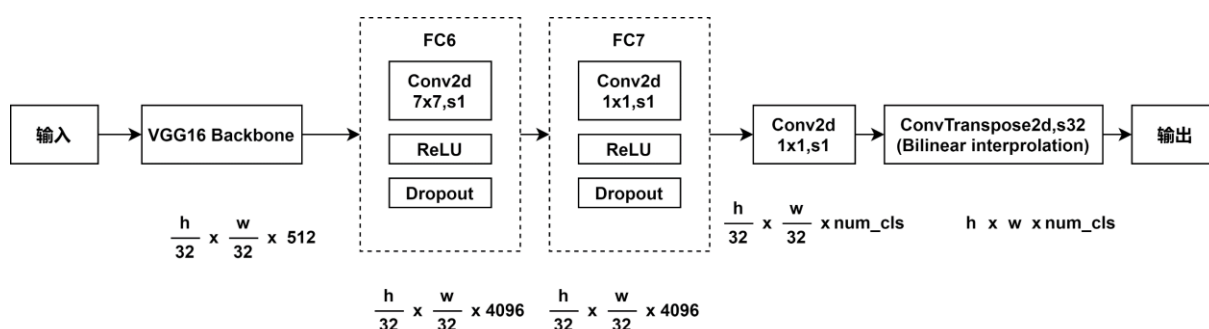 输入
VGG16 Backbone
h/32 x w/32 x 512
FC6
Conv2d
7x7,s1
ReLU
Dropout
h/32 x w/32 x 4096
FC7
Conv2d
1x1,s1
ReLU
Dropout
h/32 x w/32 x 4096
Conv2d
1x1,s1
h/32 x w/32 x num_cls
ConvTranspose2d,s32
(Bilinear interprolation)
h x w x num_cls
输出